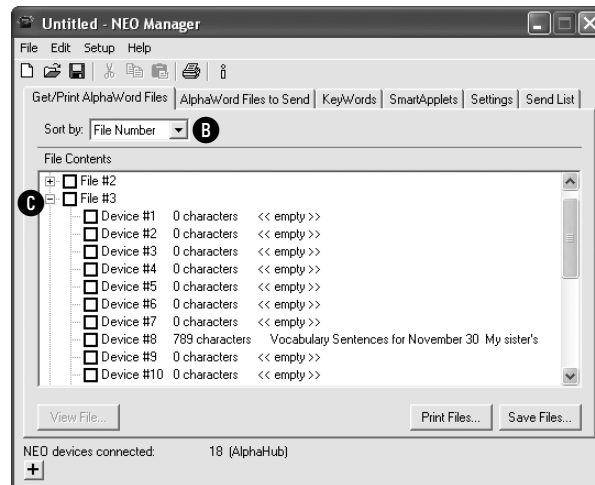 Untitled - NEO Manager
File Edit Setup Help
Get/Print AlphaWord Files AlphaWord Files to Send KeyWords SmartApplets Settings Send List
Sort by: File Number B
File Contents
File #2
C File #3
Device #1 0 characters << empty >>
Device #2 0 characters << empty >>
Device #3 0 characters << empty >>
Device #4 0 characters << empty >>
Device #5 0 characters << empty >>
Device #6 0 characters << empty >>
Device #7 0 characters << empty >>
Device #8 789 characters Vocabulary Sentences for November 30 My sister's
Device #9 0 characters << empty >>
Device #10 0 characters << empty >>
View File... Print Files... Save Files...
NEO devices connected: 18 (AlphaHub)